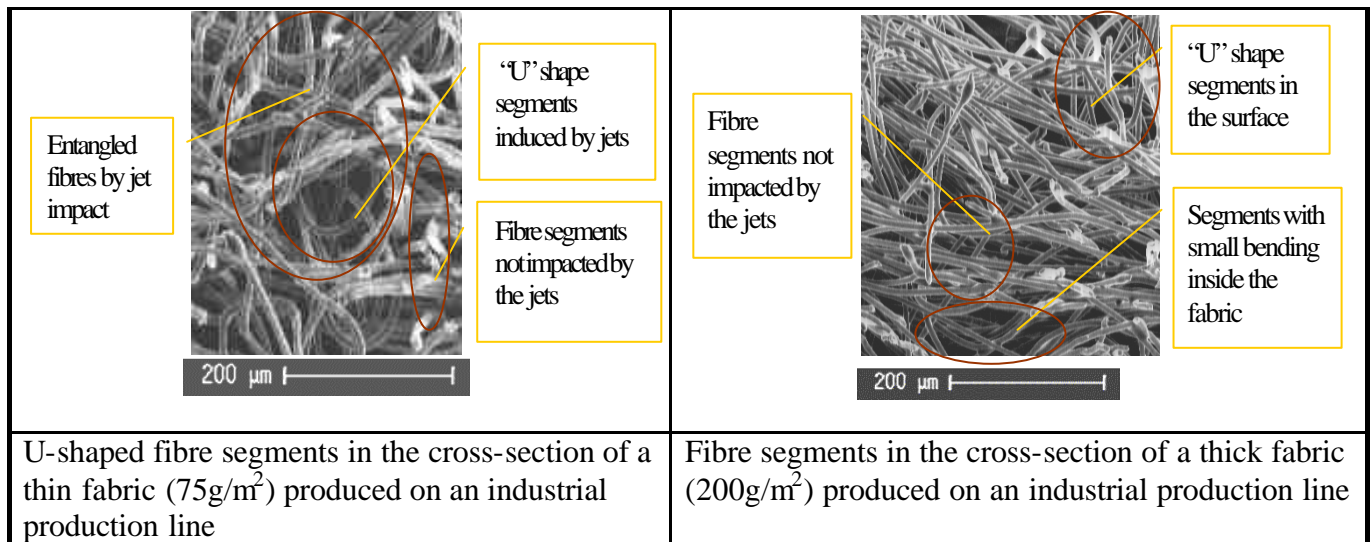 Entangled
fibres by jet
impact
“U” shape
segments
induced by jets
Fibre segments
not impacted by
the jets
200 µm
Fibre
segments not
impacted by
the jets
“U” shape
segments in
the surface
Segments with
small bending
inside the
fabric
200 µm
U-shaped fibre segments in the cross-section of a
thin fabric (75g/m²) produced on an industrial
production line
Fibre segments in the cross-section of a thick fabric
(200g/m²) produced on an industrial production line